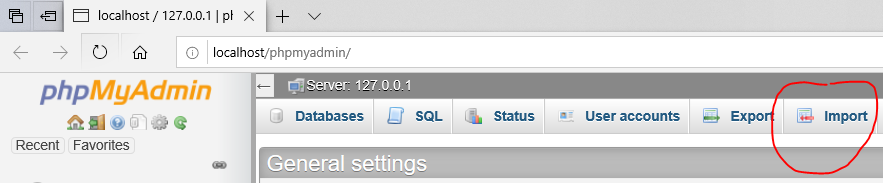 localhost / 127.0.0.1 | ph
localhost/phpmyadmin/
phpMyAdmin
Recent Favorites
Server: 127.0.0.1
Databases SQL Status User accounts Export Import
General settings